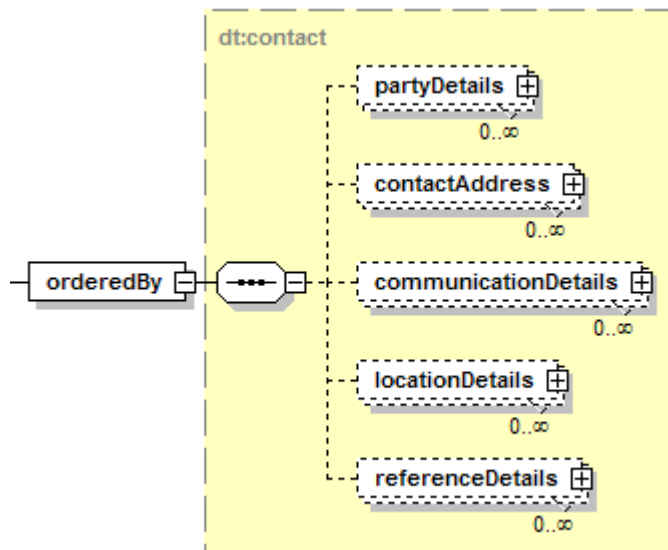 dt:contact
partyDetails
0..∞
contactAddress
0..∞
orderedBy
communicationDetails
0..∞
locationDetails
0..∞
referenceDetails
0..∞